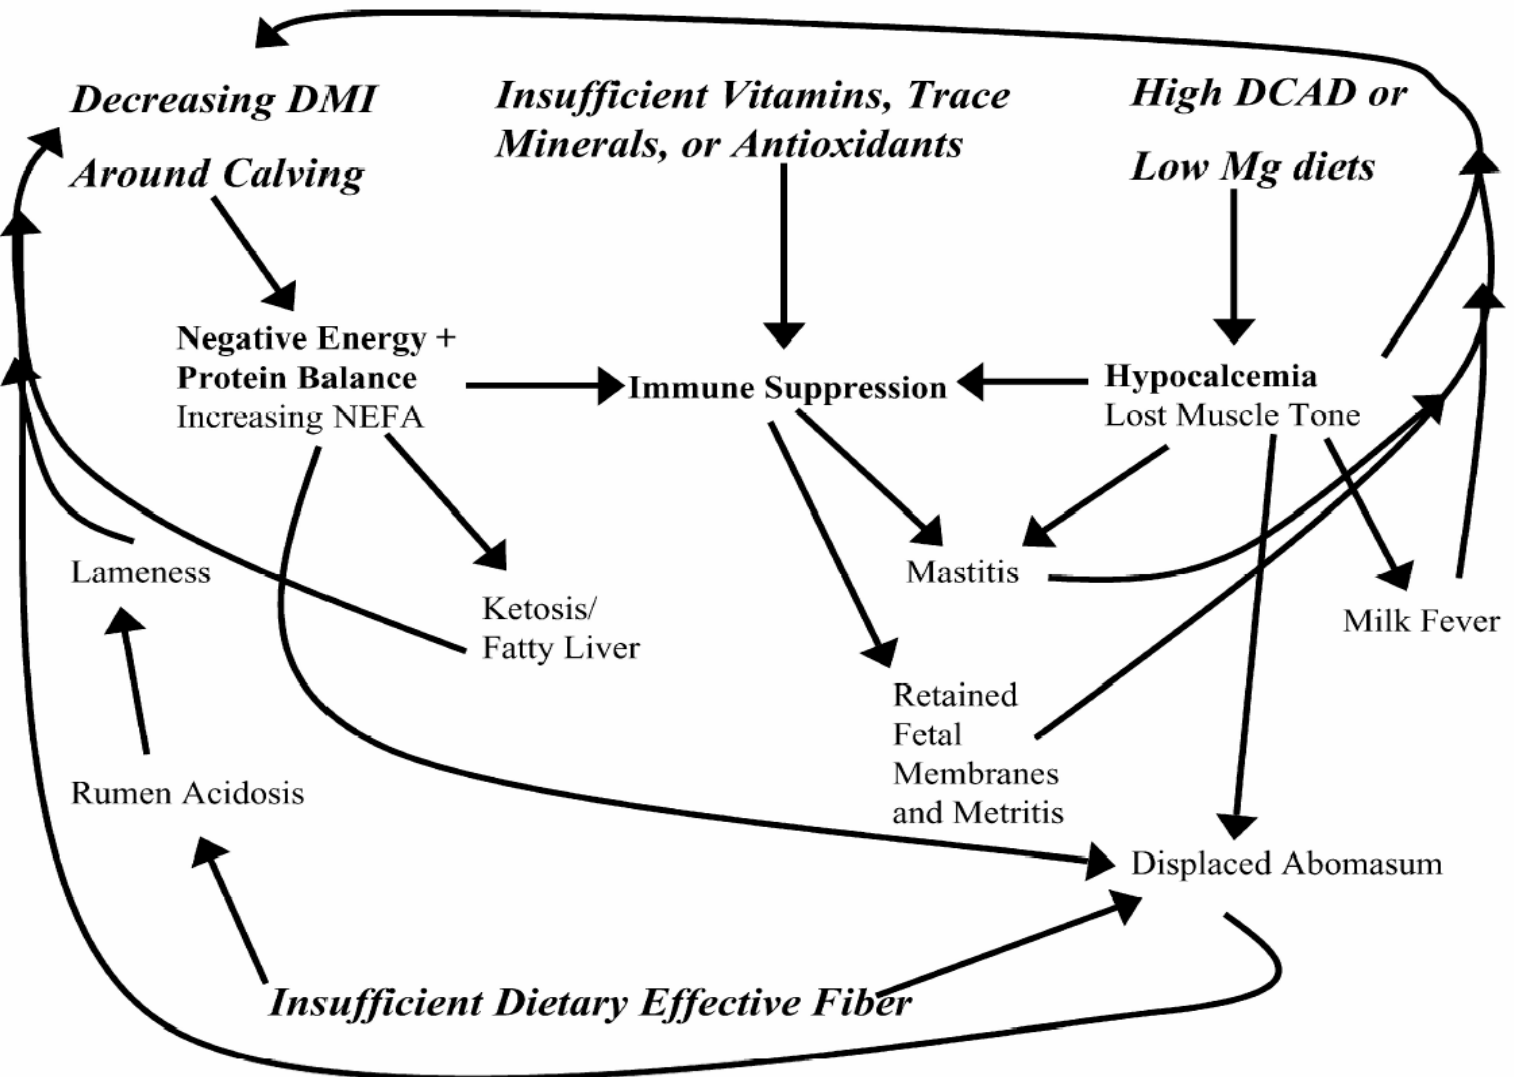 Decreasing DMI
Around Calving
Insufficient Vitamins, Trace
Minerals, or Antioxidants
High DCAD or
Low Mg diets
Negative Energy +
Protein Balance
Increasing NEFA
Immune Suppression
Hypocalcemia
Lost Muscle Tone
Lameness
Ketosis/
Fatty Liver
Mastitis
Milk Fever
Retained
Fetal
Membranes
and Metritis
Rumen Acidosis
Displaced Abomasum
Insufficient Dietary Effective Fiber